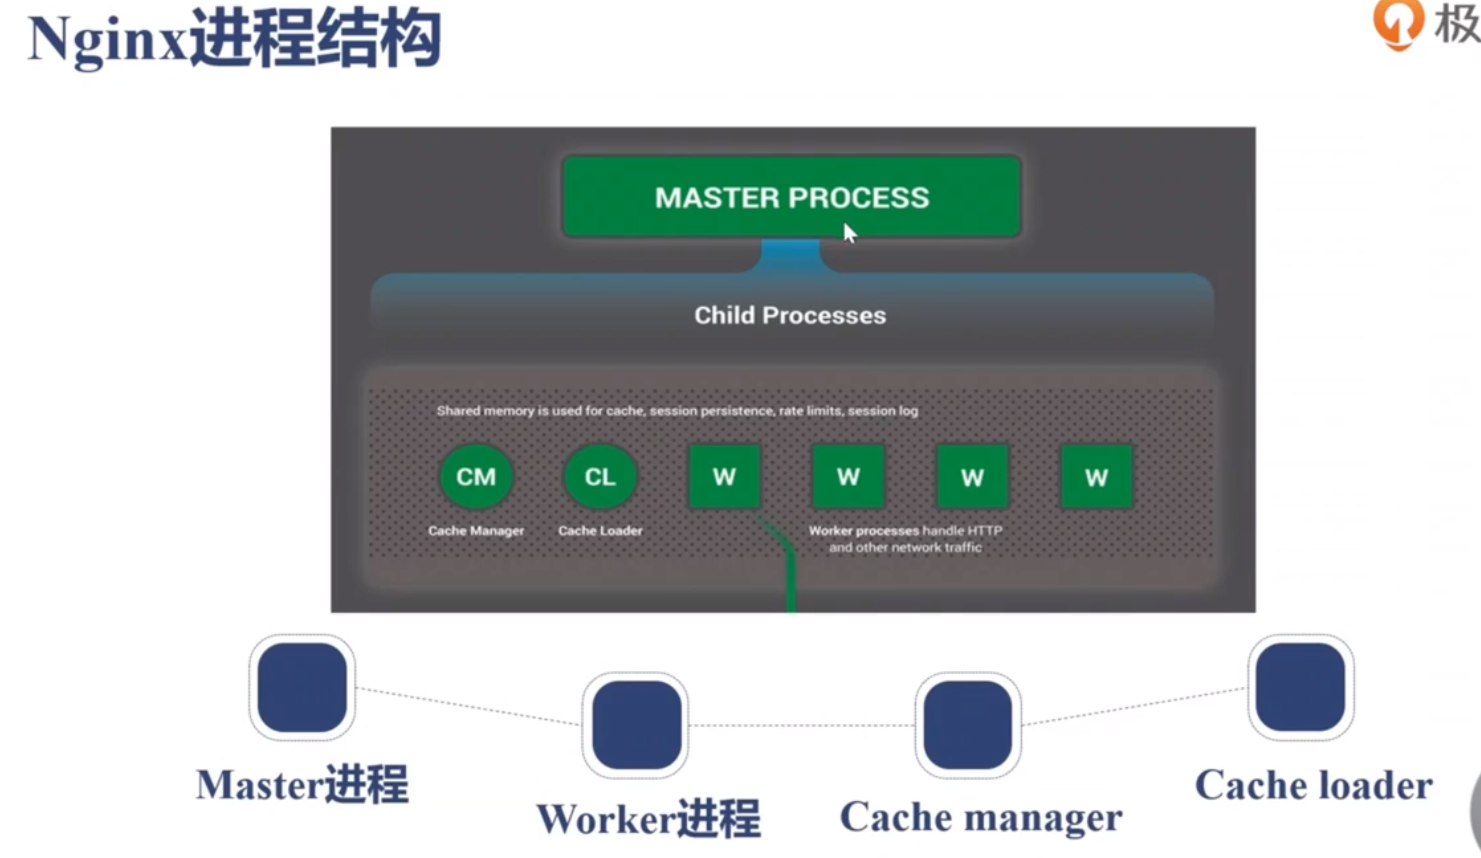 Nginx进程结构
极
MASTER PROCESS
Child Processes
Shared memory is used for cache, session persistence, rate limits, session log
CM
CL
W
W
W
W
Cache Manager
Cache Loader
Worker processes handle HTTP
and other network traffic
Master进程
Worker进程
Cache manager
Cache loader